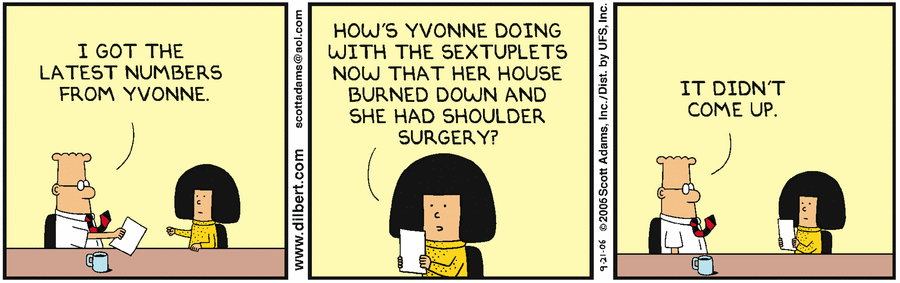 I GOT THE
LATEST NUMBERS
FROM YVONNE.
www.dilbert.com scottadams@aol.com
HOW'S YVONNE DOING
WITH THE SEXTUPLETS
NOW THAT HER HOUSE
BURNED DOWN AND
SHE HAD SHOULDER
SURGERY?
9-21-06 © 2006 Scott Adams, Inc./Dist. by UFS, Inc.
IT DIDN'T
COME UP.